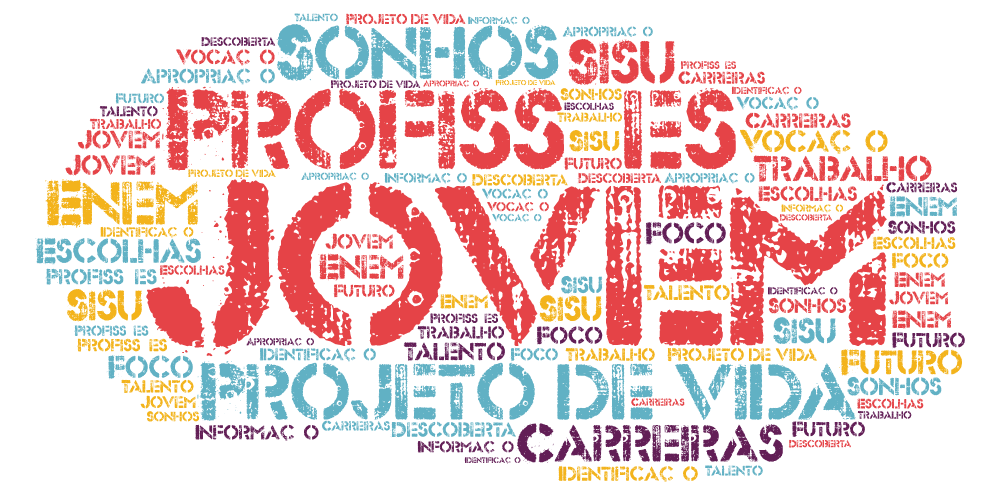 TALENTO PROJETO DE VIDA INFORMAC O
DESCOBERTA SONHOS APROPRIAC O
VOCAC O SISU PROFISS ES
APROPRIAC O CARREIRAS
PROJETO DE VIDA APROPRIAC O PROJETO DE VIDA
FUTURO PROFISS ES SONHOS IDENTIFICAC O
TALENTO ESCOLHAS VOCAC O
TRABALHO TRABALHO CARREIRAS
JOVEM SISU VOCAC O
JOVEM FUTURO TRABALHO
PROJETO DE VIDA APROPRIAC O INFORMAC O DESCOBERTA DESCOBERTA APROPRIAC O
ENEM JOVEM VOCAC O ESCOLHAS CARREIRAS
VOCAC O INFORMAC O ENEM
VOCAC O DESCOBERTA SONHOS
IDENTIFICAC O JOVEM FOCO ESCOLHAS
ESCOLHAS ENEM FOCO
PROFISS ES ESCOLHAS FUTURO SISU TALENTO IDENTIFICAC O ENEM
SISU ENEM SISU SONHOS JOVEM
PROFISS ES PROFISS ES SISU ENEM
PROFISS ES TRABALHO FOCO FUTURO
APROPRIAC O
IDENTIFICAC O TALENTO FOCO TRABALHO PROJETO DE VIDA FUTURO
FOCO PROJETO DE VIDA SONHOS
TALENTO
JOVEM CARREIRAS ESCOLHAS
SONHOS TRABALHO
INFORMAC O CARREIRAS DESCOBERTA CARREIRAS FUTURO
INFORMAC O DESCOBERTA
IDENTIFICAC O IDENTIFICAC O TALENTO